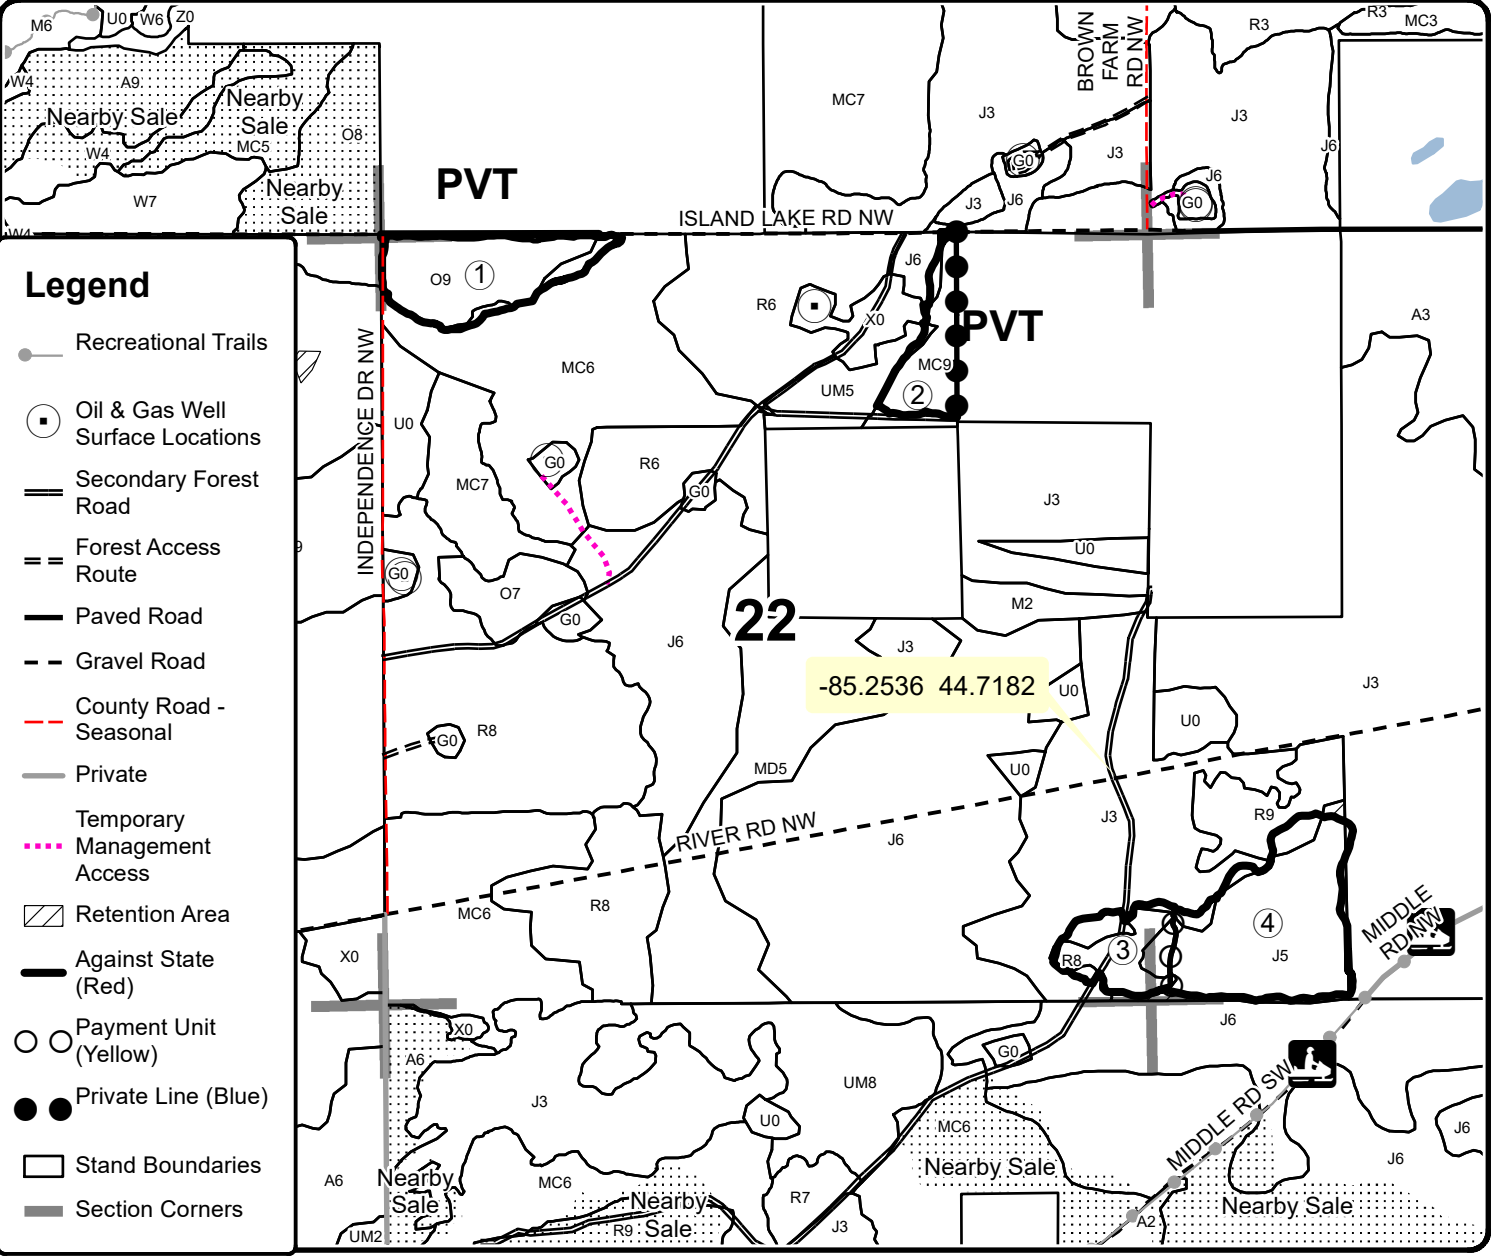 M6
U0
W6
Z0
W4
A9
Nearby Sale
Nearby
Sale
W4
MC5
O8
W7
Nearby
Sale
W4
PVT
MC7
J3
BROWN
FARM
RD NW
R3
R3
MC3
J3
J6
G0
J3
J6
J3
J6
G0
ISLAND LAKE RD NW
Legend
Recreational Trails
Oil & Gas Well
Surface Locations
Secondary Forest
Road
Forest Access
Route
Paved Road
Gravel Road
County Road -
Seasonal
Private
Temporary
Management
Access
Retention Area
Against State
(Red)
Payment Unit
(Yellow)
Private Line (Blue)
Stand Boundaries
Section Corners
O9
1
R6
X0
J6
PVT
A3
MC6
UM5
MC9
2
INDEPENDENCE DR NW
U0
MC7
G0
R6
G0
J3
9
G0
O7
G0
U0
M2
22
J6
J3
-85.2536 44.7182
U0
J3
U0
R8
G0
MD5
U0
J3
R9
RIVER RD NW
J6
MC6
R8
X0
R8
3
4
J5
MIDDLE
RD NW
X0
A6
J3
UM8
G0
J6
U0
MC6
MIDDLE RD SW
J6
J6
A6
Nearby
Sale
MC6
Nearby
Sale
R9
R7
J3
Nearby Sale
Nearby Sale
A2
UM2